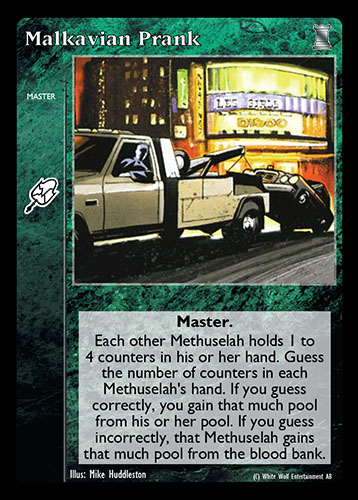 Malkavian Prank
MASTER
Master.
Each other Methuselah holds 1 to
4 counters in his or her hand. Guess
the number of counters in each
Methuselah's hand. If you guess
correctly, you gain that much pool
from his or her pool. If you guess
incorrectly, that Methuselah gains
that much pool from the blood bank.
Illus: Mike Huddleston
(C) White Wolf Entertainment AB